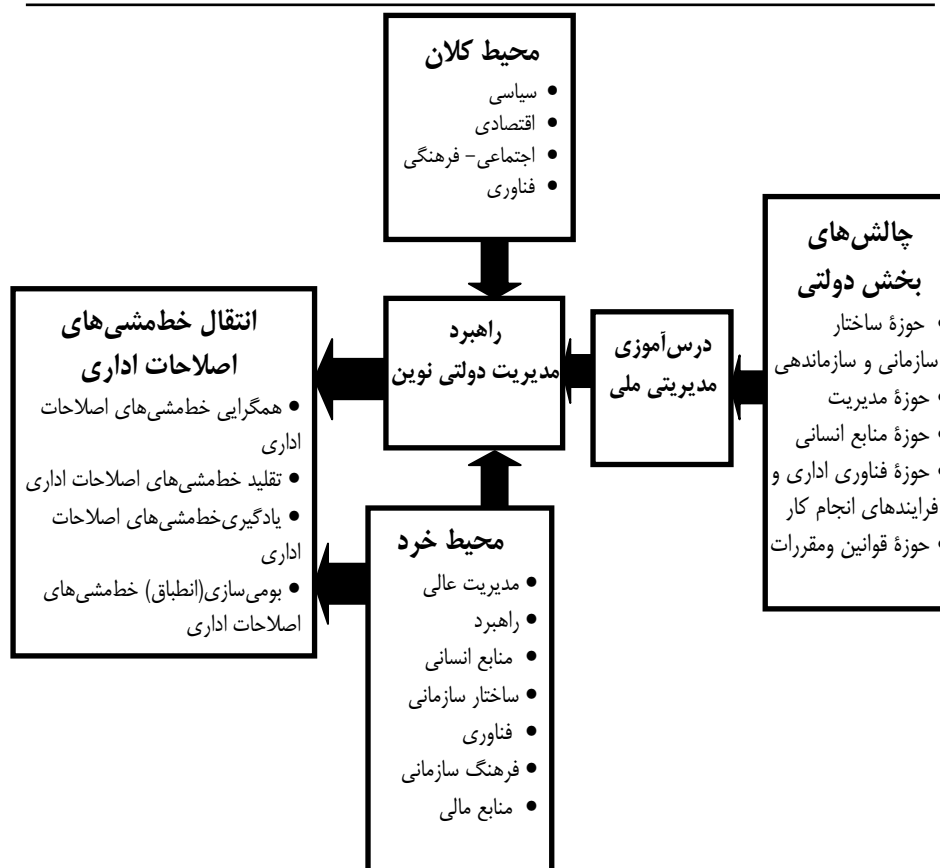 محیط کلان
• سیاسی
• اقتصادی
• اجتماعی- فرهنگی
• فناوری
چالش‌های
بخش دولتی
• حوزهٔ ساختار
سازمانی و سازماندهی
• حوزهٔ مدیریت
• حوزهٔ منابع انسانی
• حوزهٔ فناوری اداری و
فرایندهای انجام کار
• حوزهٔ قوانین ومقررات
درس‌آموزی
مدیریتی ملی
راهبرد
مدیریت دولتی نوین
انتقال خط‌مشی‌های
اصلاحات اداری
• همگرایی خط‌مشی‌های اصلاحات
اداری
• تقلید خط‌مشی‌های اصلاحات اداری
• یادگیری‌خط‌مشی‌های اصلاحات
اداری
• بومی‌سازی(انطباق) خط‌مشی‌های
اصلاحات اداری
محیط خرد
• مدیریت عالی
• راهبرد
• منابع انسانی
• ساختار سازمانی
• فناوری
• فرهنگ سازمانی
• منابع مالی